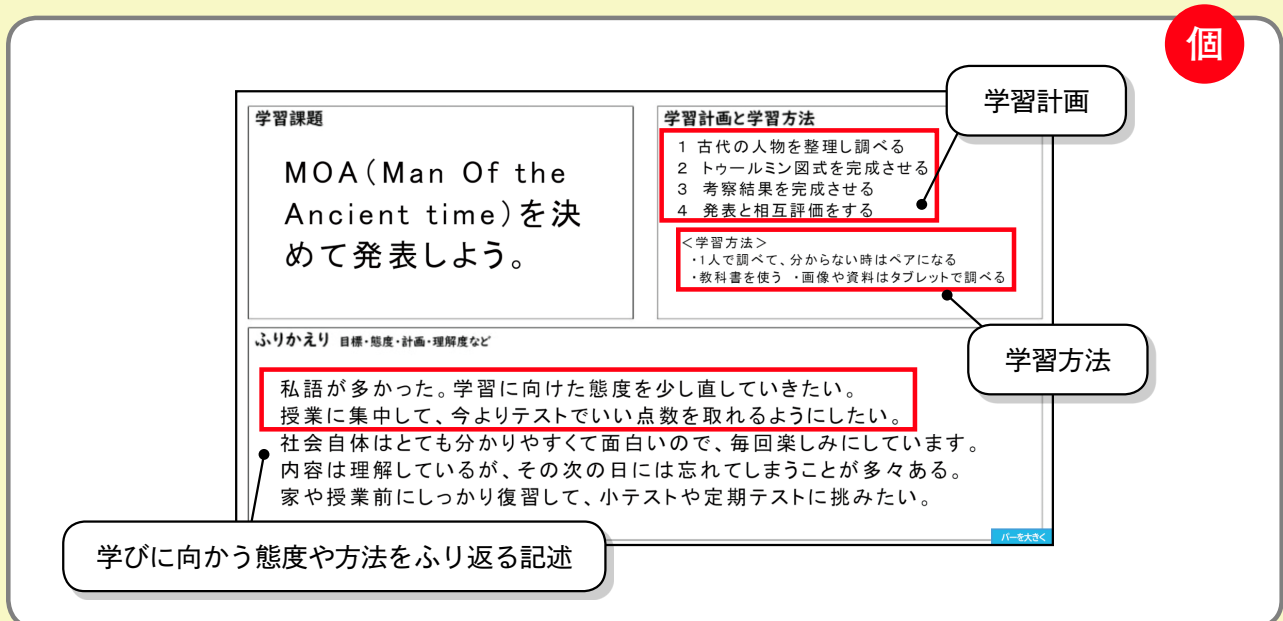 個
学習計画
学習課題
MOA(Man Of the
Ancient time)を決
めて発表しよう。
学習計画と学習方法
1 古代の人物を整理し調べる
2 トゥールミン図式を完成させる
3 考察結果を完成させる
4 発表と相互評価をする
＜学習方法＞
・1人で調べて、分からない時はペアになる
・教科書を使う ・画像や資料はタブレットで調べる
学習方法
ふりかえり 目標・態度・計画・理解度など
私語が多かった。学習に向けた態度を少し直していきたい。
授業に集中して、今よりテストでいい点数を取れるようにしたい。
社会自体はとても分かりやすくて面白いので、毎回楽しみにしています。
内容は理解しているが、その次の日には忘れてしまうことが多々ある。
家や授業前にしっかり復習して、小テストや定期テストに挑みたい。
バーを大きく
学びに向かう態度や方法をふり返る記述